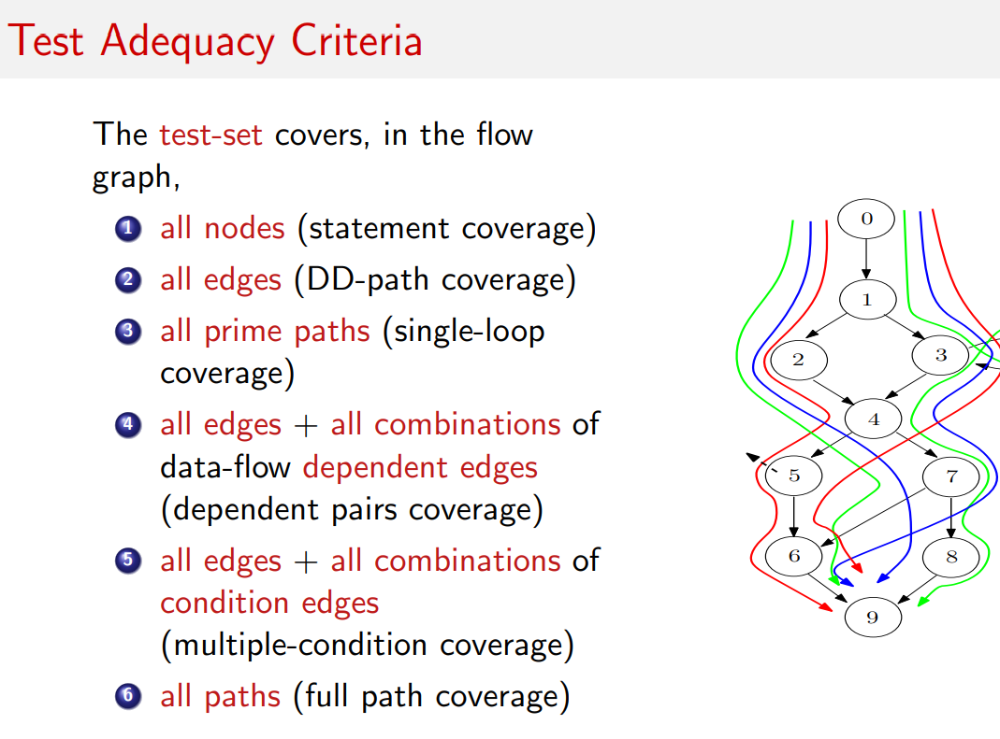 Test Adequacy Criteria
The test-set covers, in the flow
graph,
1 all nodes (statement coverage)
2 all edges (DD-path coverage)
3 all prime paths (single-loop
coverage)
4 all edges + all combinations of
data-flow dependent edges
(dependent pairs coverage)
5 all edges + all combinations of
condition edges
(multiple-condition coverage)
6 all paths (full path coverage)
0
1
2 3
4
5 7
6 8
9